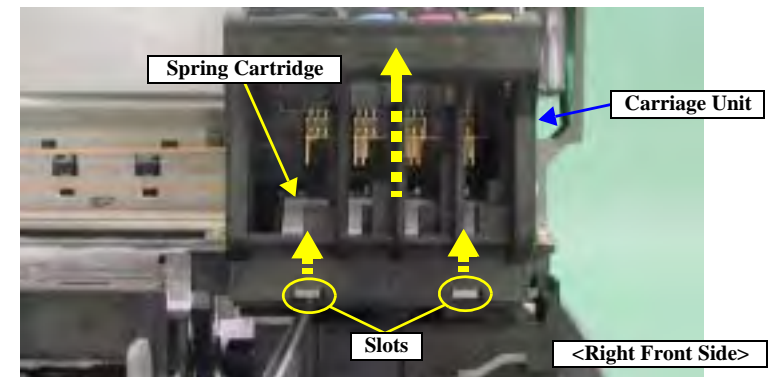 Spring Cartridge
Carriage Unit
Slots
<Right Front Side>